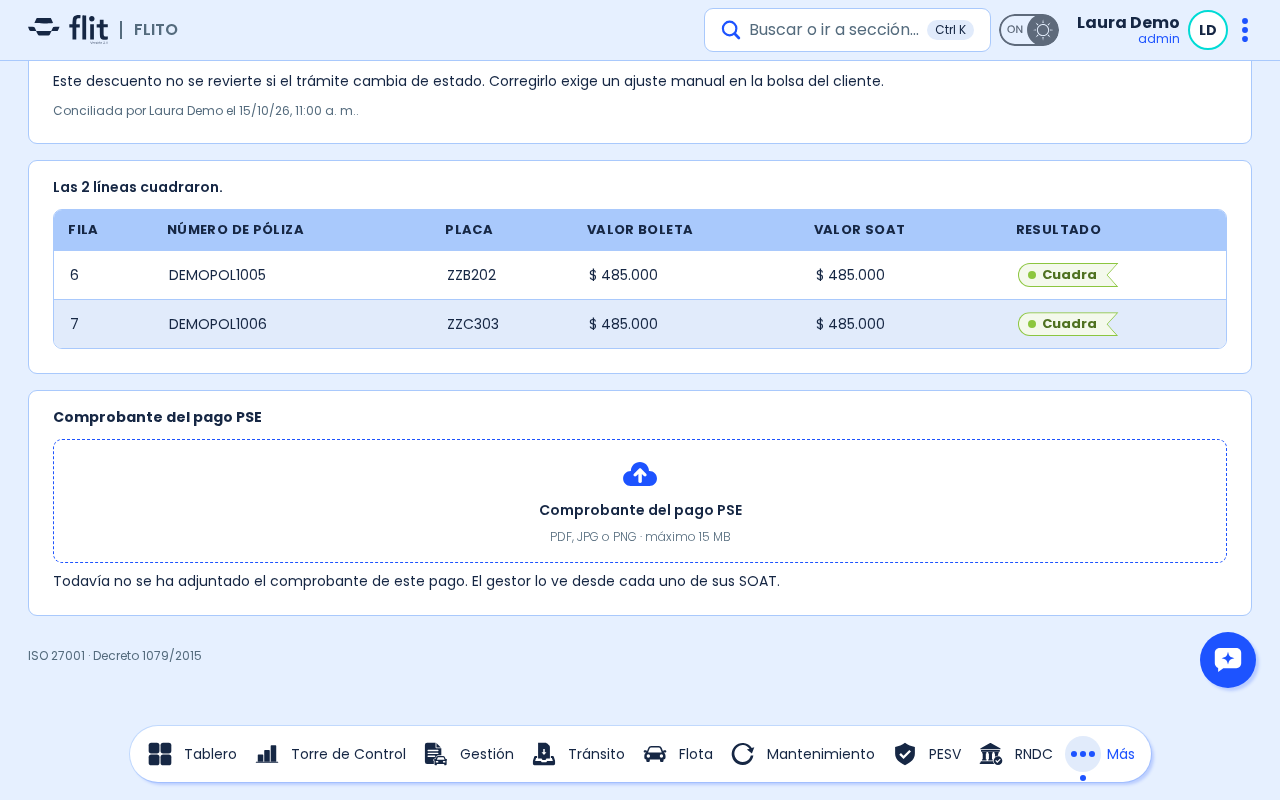 flit
FLITO
Buscar o ir a sección...
Ctrl K
ON
Laura Demo
admin
LD
Este descuento no se revierte si el trámite cambia de estado. Corregirlo exige un ajuste manual en la bolsa del cliente.
Conciliada por Laura Demo el 15/10/26, 11:00 a. m..
Las 2 líneas cuadraron.
FILA NÚMERO DE PÓLIZA PLACA VALOR BOLETA VALOR SOAT RESULTADO
6 DEMOPOL1005 ZZB202 $ 485.000 $ 485.000 Cuadra
7 DEMOPOL1006 ZZC303 $ 485.000 $ 485.000 Cuadra
Comprobante del pago PSE
Comprobante del pago PSE
PDF, JPG o PNG · máximo 15 MB
Todavía no se ha adjuntado el comprobante de este pago. El gestor lo ve desde cada uno de sus SOAT.
ISO 27001 · Decreto 1079/2015
Tablero Torre de Control Gestión Tránsito Flota Mantenimiento PESV RNDC Más